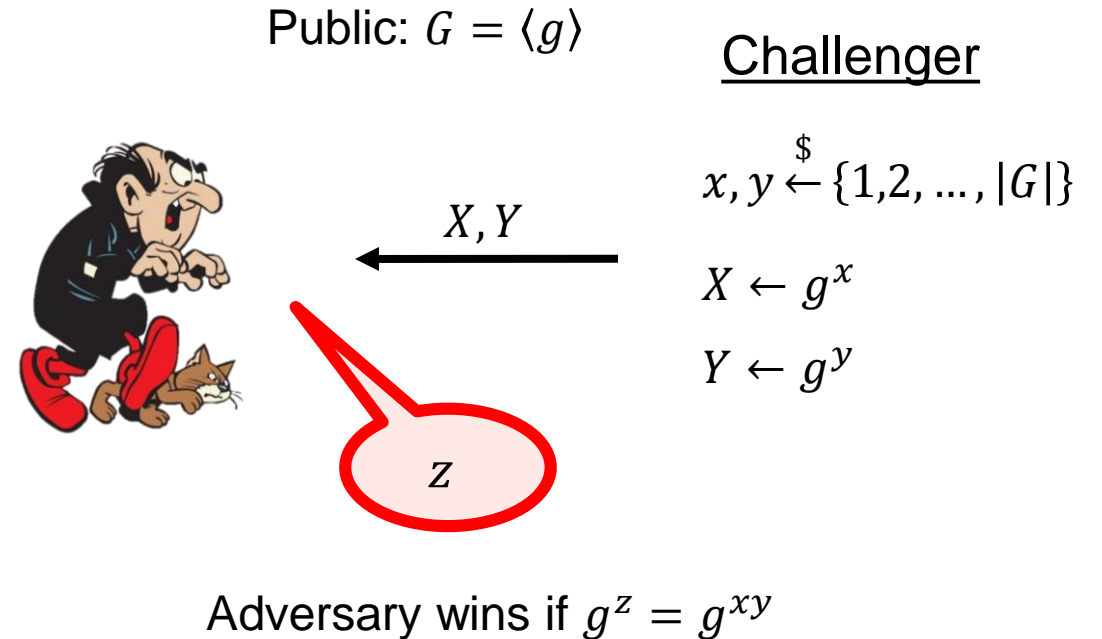 Public: 𝐺 = ⟨𝑔⟩
Challenger
𝑥, 𝑦 $← {1,2, … , |𝐺|}
𝑋, 𝑌
𝑋 ← 𝑔^𝑥
𝑌 ← 𝑔^𝑦
𝑧
Adversary wins if 𝑔^𝑧 = 𝑔^𝑥𝑦